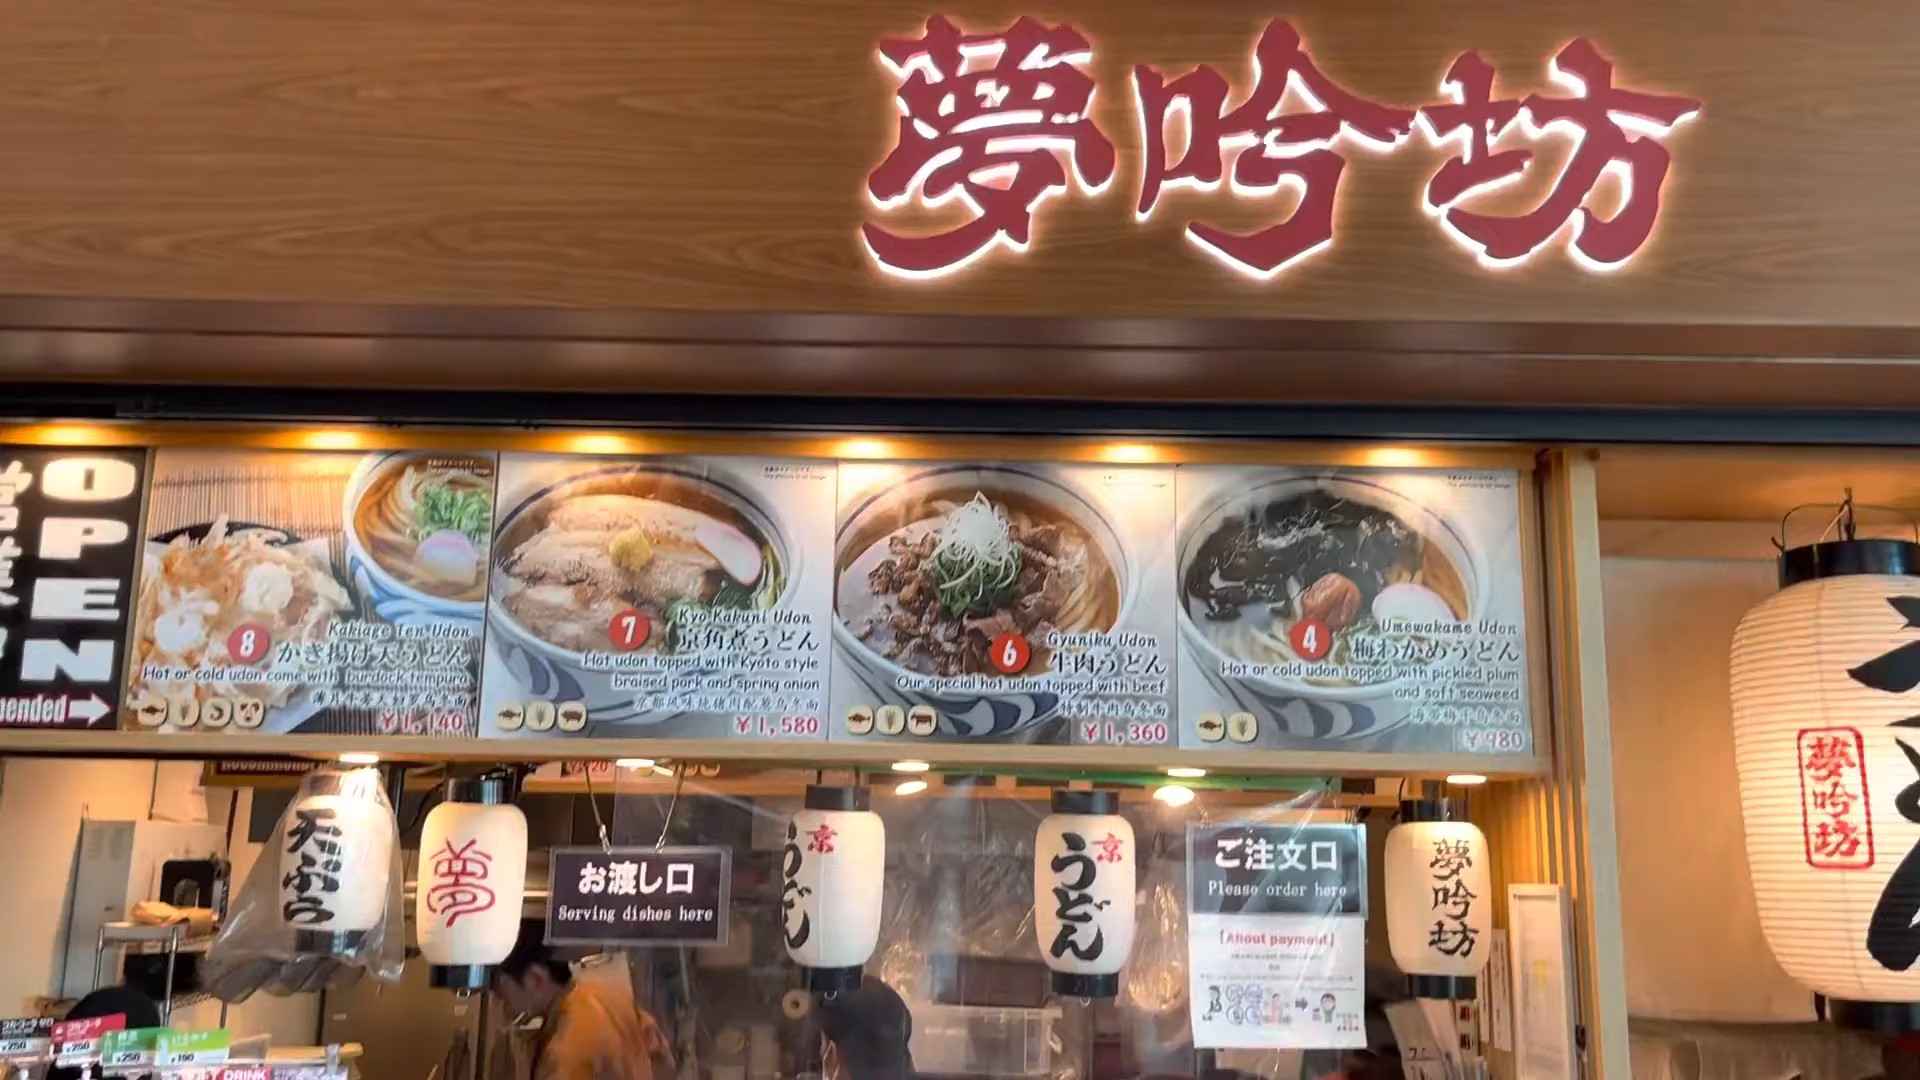 夢吟坊
OPEN
8
Kakiage Ten Udon
かき揚げ天うどん
Hot or cold udon come with burdock tempura
¥1,140
7
Kyo Kakuni Udon
京角煮うどん
Hot udon topped with Kyoto style
braised pork and spring onion
¥1,580
6
Gyuniku Udon
牛肉うどん
Our special hot udon topped with beef
¥1,360
4
Umewakame Udon
梅わかめうどん
Hot or cold udon topped with pickled plum
and soft seaweed
¥980
天ぷら
夢
お渡し口
Serving dishes here
京
うどん
京
うどん
ご注文口
Please order here
【About payment】
夢吟坊
夢吟坊
¥250
¥250
¥250
¥190
DRINK